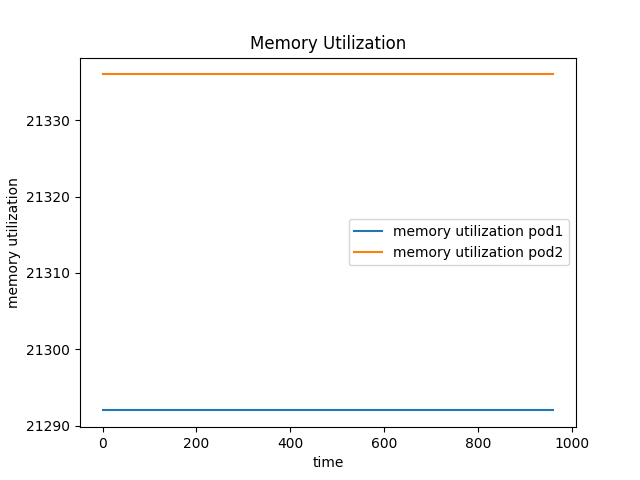 Memory Utilization
memory utilization
21330
21320
21310
21300
21290
memory utilization pod1
memory utilization pod2
0 200 400 600 800 1000
time